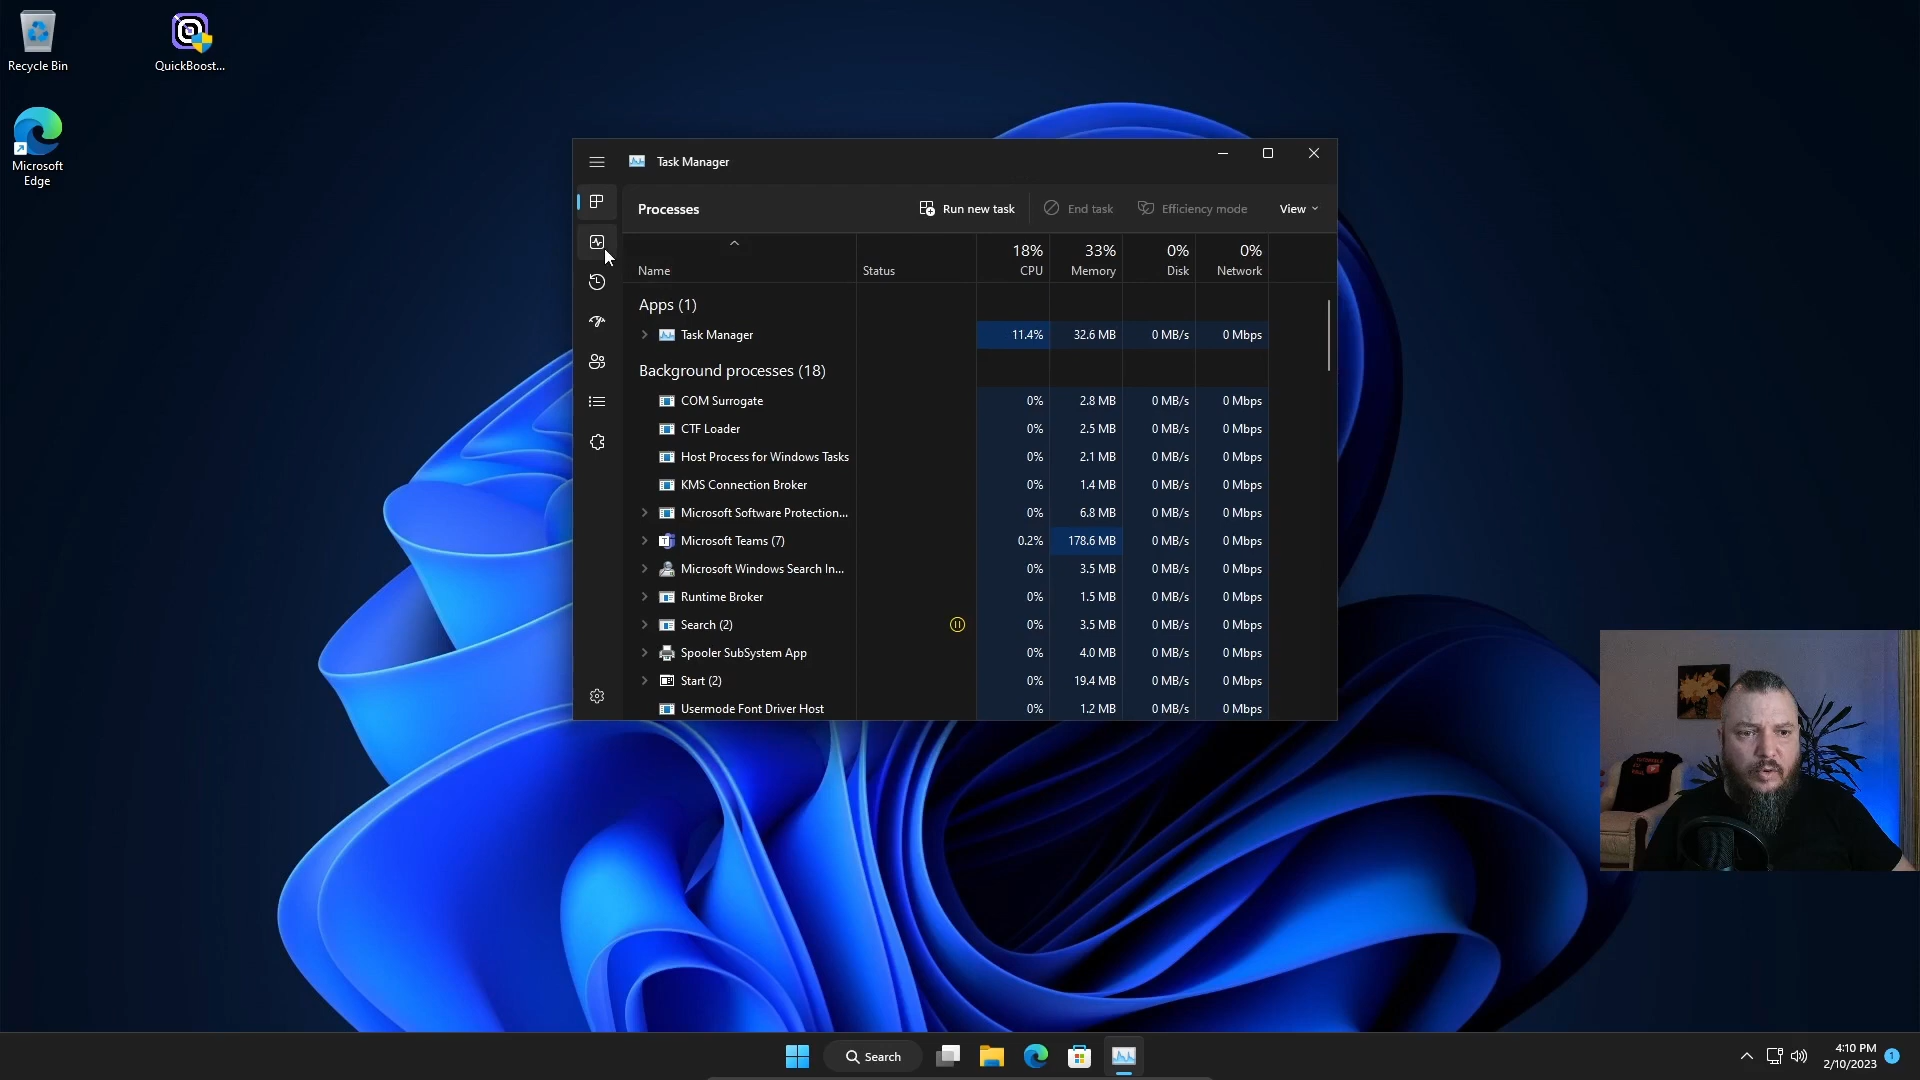 Recycle Bin
QuickBoost...
Microsoft
Edge
Task Manager
Processes
Run new task
End task
Efficiency mode
View
Name
Status
18%
CPU
33%
Memory
0%
Disk
0%
Network
Apps (1)
Task Manager 11.4% 32.6 MB 0 MB/s 0 Mbps
Background processes (18)
COM Surrogate 0% 2.8 MB 0 MB/s 0 Mbps
CTF Loader 0% 2.5 MB 0 MB/s 0 Mbps
Host Process for Windows Tasks 0% 2.1 MB 0 MB/s 0 Mbps
KMS Connection Broker 0% 1.4 MB 0 MB/s 0 Mbps
Microsoft Software Protection... 0% 6.8 MB 0 MB/s 0 Mbps
Microsoft Teams (7) 0.2% 178.6 MB 0 MB/s 0 Mbps
Microsoft Windows Search In... 0% 3.5 MB 0 MB/s 0 Mbps
Runtime Broker 0% 1.5 MB 0 MB/s 0 Mbps
Search (2) 0% 3.5 MB 0 MB/s 0 Mbps
Spooler SubSystem App 0% 4.0 MB 0 MB/s 0 Mbps
Start (2) 0% 19.4 MB 0 MB/s 0 Mbps
Usermode Font Driver Host 0% 1.2 MB 0 MB/s 0 Mbps
Search
4:10 PM
2/10/2023
1